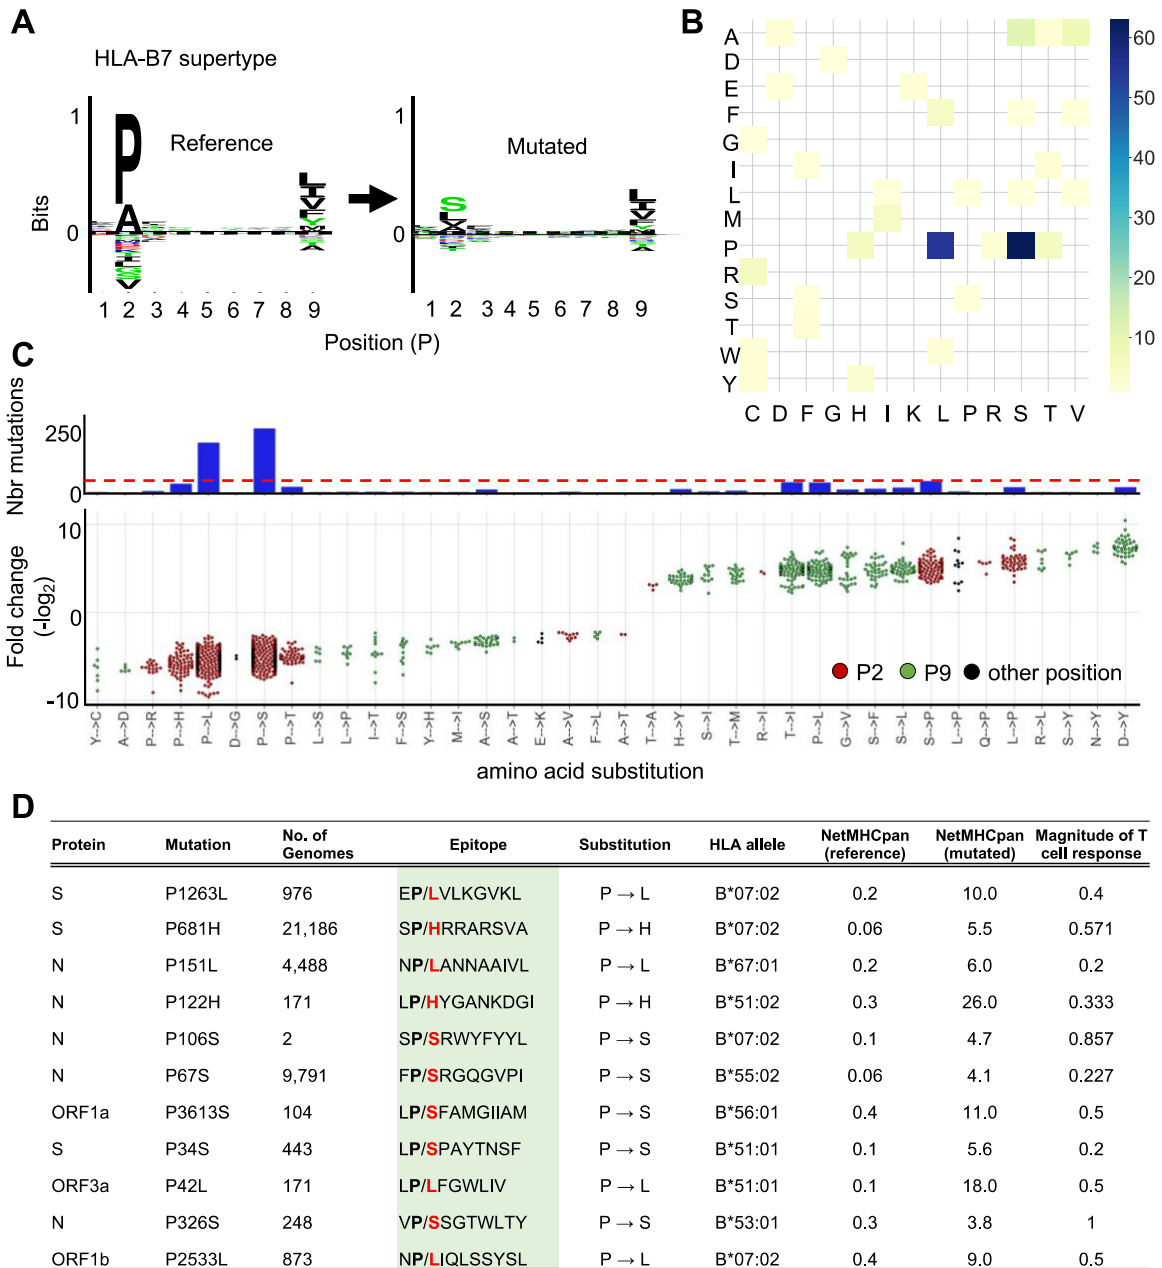 A
HLA-B7 supertype
1
Bits
0
P
A
Reference
1
0
S
Mutated
1 2 3 4 5 6 7 8 9
1 2 3 4 5 6 7 8 9
Position (P)
B
A
D
E
F
G
I
L
M
P
R
S
T
W
Y
C D F G H I K L P R S T V
60
50
40
30
20
10
C
Nbr mutations
250
0
Fold change
(-log2)
10
0
-10
P2 P9 other position
Y-->C
A-->D
P-->R
P-->H
P-->L
D-->G
P-->S
P-->T
L-->S
L-->P
I-->T
F-->S
Y-->H
M-->I
A-->S
A-->T
E-->K
A-->V
F-->L
A-->T
T-->A
H-->Y
S-->I
T-->M
R-->I
T-->I
P-->L
G-->V
S-->F
S-->L
S-->P
L-->P
Q-->P
L-->P
R-->L
S-->Y
N-->Y
D-->Y
amino acid substitution
D
Protein Mutation No. of Genomes Epitope Substitution HLA allele NetMHCpan (reference) NetMHCpan (mutated) Magnitude of T cell response
S P1263L 976 EP/LVLKGVKL P → L B*07:02 0.2 10.0 0.4
S P681H 21,186 SP/HRRARSVA P → H B*07:02 0.06 5.5 0.571
N P151L 4,488 NP/LANNAAIVL P → L B*67:01 0.2 6.0 0.2
N P122H 171 LP/HYGANKDGI P → H B*51:02 0.3 26.0 0.333
N P106S 2 SP/SRWYFYYL P → S B*07:02 0.1 4.7 0.857
N P67S 9,791 FP/SRGQGVPI P → S B*55:02 0.06 4.1 0.227
ORF1a P3613S 104 LP/SFAMGIIAM P → S B*56:01 0.4 11.0 0.5
S P34S 443 LP/SPAYTNSF P → S B*51:01 0.1 5.6 0.2
ORF3a P42L 171 LP/LFGWLIV P → L B*51:01 0.1 18.0 0.5
N P326S 248 VP/SSGTWLTY P → S B*53:01 0.3 3.8 1
ORF1b P2533L 873 NP/LIQLSSYSL P → L B*07:02 0.4 9.0 0.5